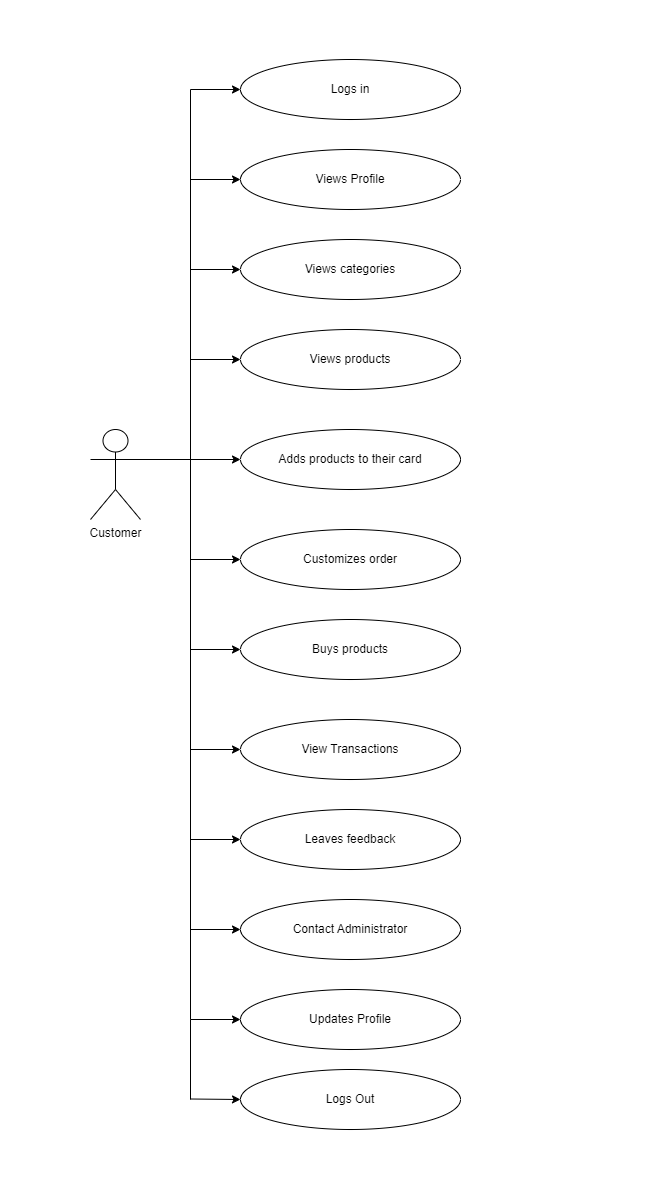 Logs in
Views Profile
Views categories
Views products
Adds products to their card
Customer
Customizes order
Buys products
View Transactions
Leaves feedback
Contact Administrator
Updates Profile
Logs Out